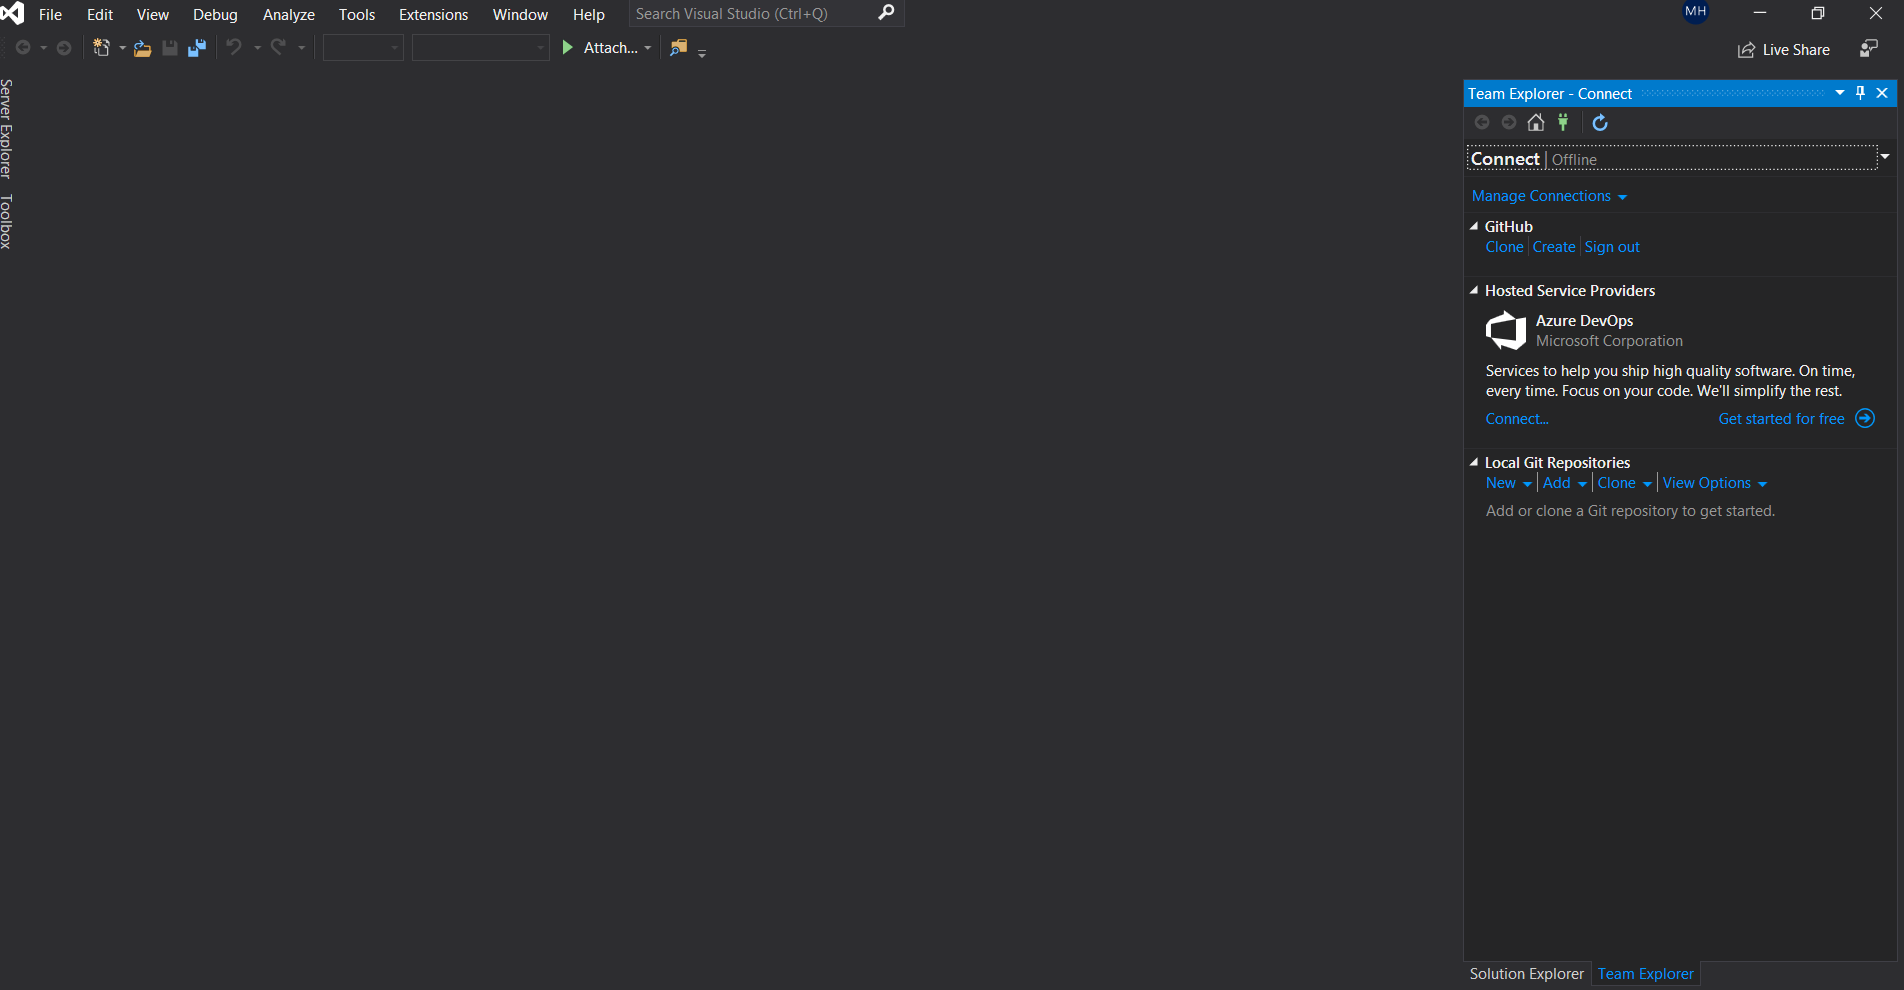 File Edit View Debug Analyze Tools Extensions Window Help Search Visual Studio (Ctrl+Q) MH
Attach... Live Share
Server Explorer
Toolbox
Team Explorer - Connect
Connect | Offline
Manage Connections
GitHub
Clone Create Sign out
Hosted Service Providers
Azure DevOps
Microsoft Corporation
Services to help you ship high quality software. On time,
every time. Focus on your code. We'll simplify the rest.
Connect... Get started for free
Local Git Repositories
New Add Clone View Options
Add or clone a Git repository to get started.
Solution Explorer Team Explorer